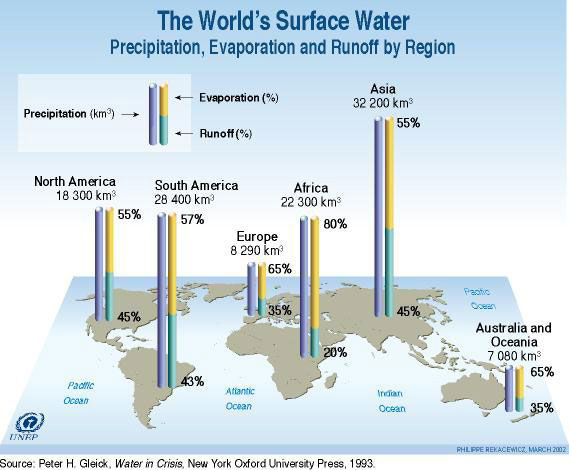 The World's Surface Water
Precipitation, Evaporation and Runoff by Region
Precipitation (km³)
Evaporation (%)
Runoff (%)
North America
18 300 km³
55%
45%
South America
28 400 km³
57%
43%
Europe
8 290 km³
65%
35%
Africa
22 300 km³
80%
20%
Asia
32 200 km³
55%
45%
Australia and
Oceania
7 080 km³
65%
35%
Pacific
Ocean
Pacific
Ocean
Atlantic
Ocean
Indian
Ocean
UNEP
PHILIPPE REKACEWICZ, MARCH 2002
Source: Peter H. Gleick, Water in Crisis, New York Oxford University Press, 1993.